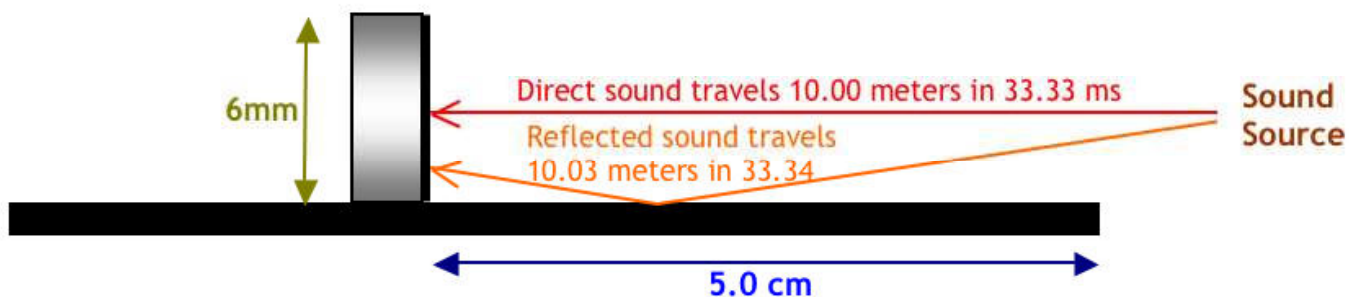 Direct sound travels 10.00 meters in 33.33 ms
Sound
Source
6mm
Reflected sound travels
10.03 meters in 33.34
5.0 cm